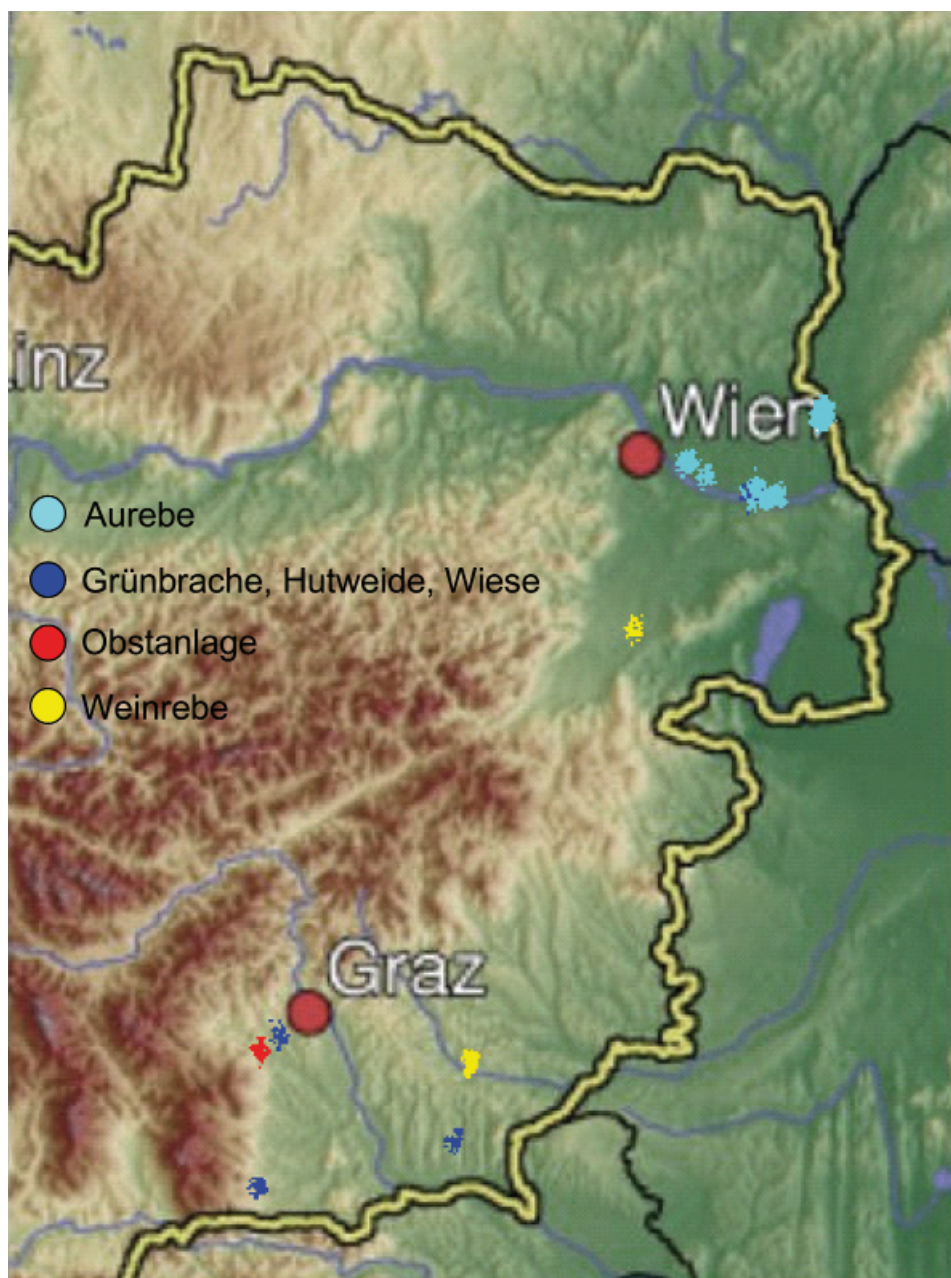 inz
Wien
Aurebe
Grünbrache, Hutweide, Wiese
Obstanlage
Weinrebe
Graz